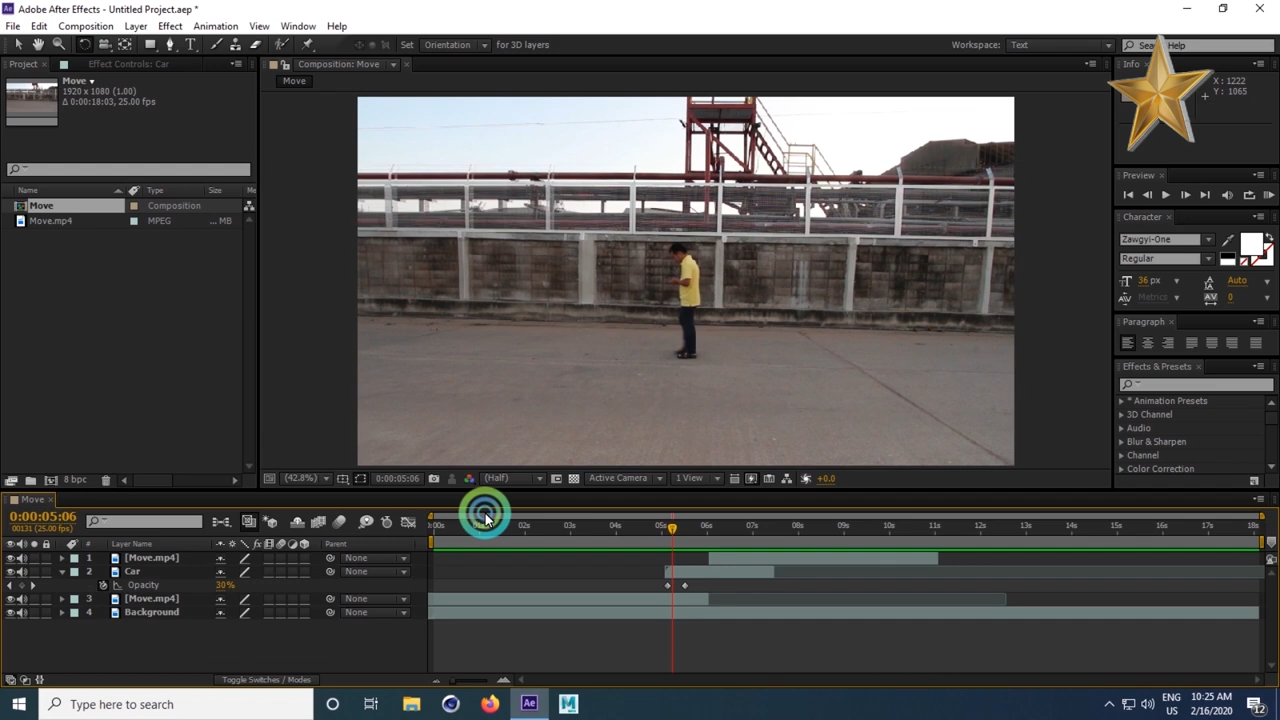 Adobe After Effects - Untitled Project.aep *
File Edit Composition Layer Effect Animation View Window Help
Set Orientation for 3D layers Workspace: Text Help
Project Effect Controls: Car Composition: Move Info
Move
1920 x 1080 (1.00)
Δ 0:00:18:03, 25.00 fps
Move
X : 1222
Y : 1065
Preview
Name Type Size
Move Composition
Move.mp4 MPEG ... MB
Character
Zawgyi-One
Regular
36 px Auto
Metrics 0
Paragraph
Effects & Presets
* Animation Presets
3D Channel
Audio
Blur & Sharpen
Channel
Color Correction
8 bpc (42.8%) 0:00:05:06 (Half) Active Camera 1 View +0.0
Move
0:00:05:06
00131 (25.00 fps)
02s 03s 04s 05s 06s 07s 08s 09s 10s 11s 12s 13s 14s 15s 16s 17s 18s
# Layer Name Parent
1 [Move.mp4] None
2 Car None
Opacity 30%
3 [Move.mp4] None
4 Background None
Toggle Switches / Modes
Type here to search
ENG
US
10:25 AM
2/16/2020
12